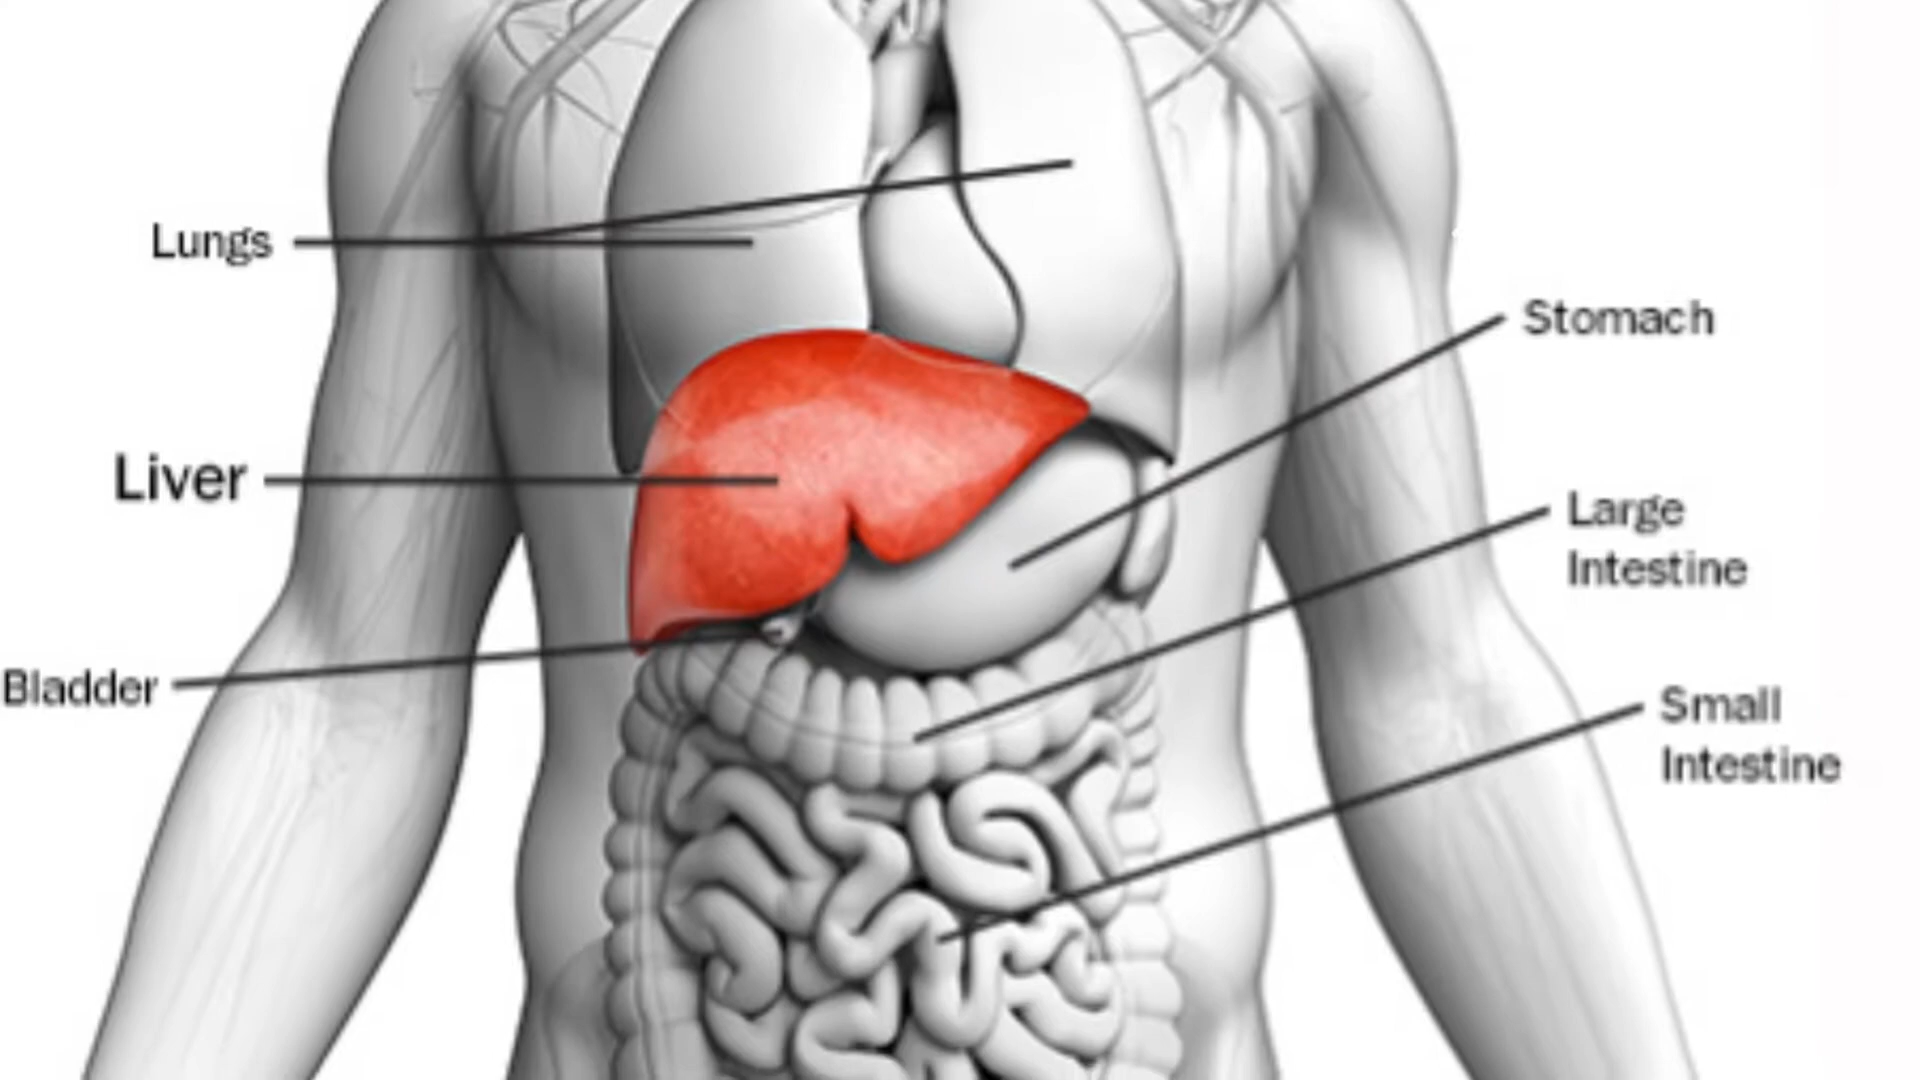 Lungs
Stomach
Liver
Large
Intestine
Bladder
Small
Intestine